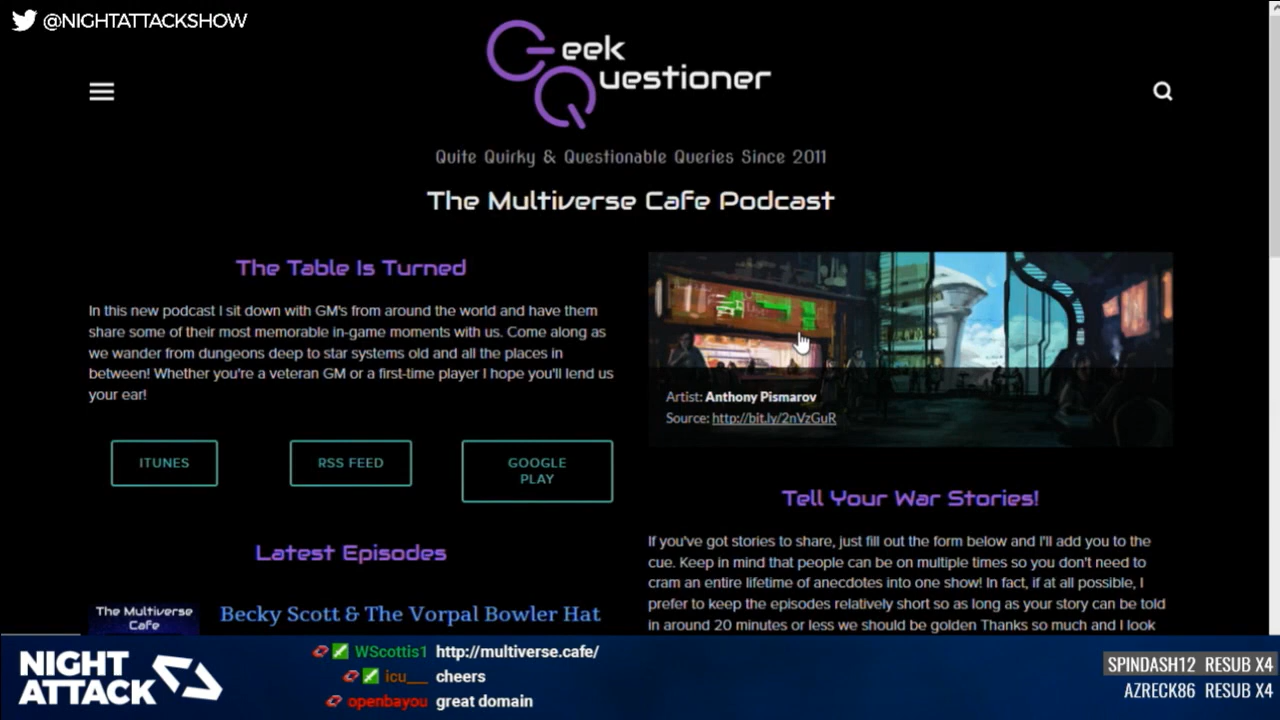 @NIGHTATTACKSHOW
Geek
Questioner
Quite Quirky & Questionable Queries Since 2011
The Multiverse Cafe Podcast
The Table Is Turned
In this new podcast I sit down with GM's from around the world and have them
share some of their most memorable in-game moments with us. Come along as
we wander from dungeons deep to star systems old and all the places in
between! Whether you're a veteran GM or a first-time player I hope you'll lend us
your ear!
ITUNES
RSS FEED
GOOGLE
PLAY
Latest Episodes
The Multiverse
Cafe
Becky Scott & The Vorpal Bowler Hat
Artist: Anthony Pismarov
Source: http://bit.ly/2nVzGuR
Tell Your War Stories!
If you've got stories to share, just fill out the form below and I'll add you to the
cue. Keep in mind that people can be on multiple times so you don't need to
cram an entire lifetime of anecdotes into one show! In fact, if at all possible, I
prefer to keep the episodes relatively short so as long as your story can be told
in around 20 minutes or less we should be golden Thanks so much and I look
NIGHT
ATTACK
WScottis1 http://multiverse.cafe/
icu___ cheers
openbayou great domain
SPINDASH12 RESUB X4
AZRECK86 RESUB X4